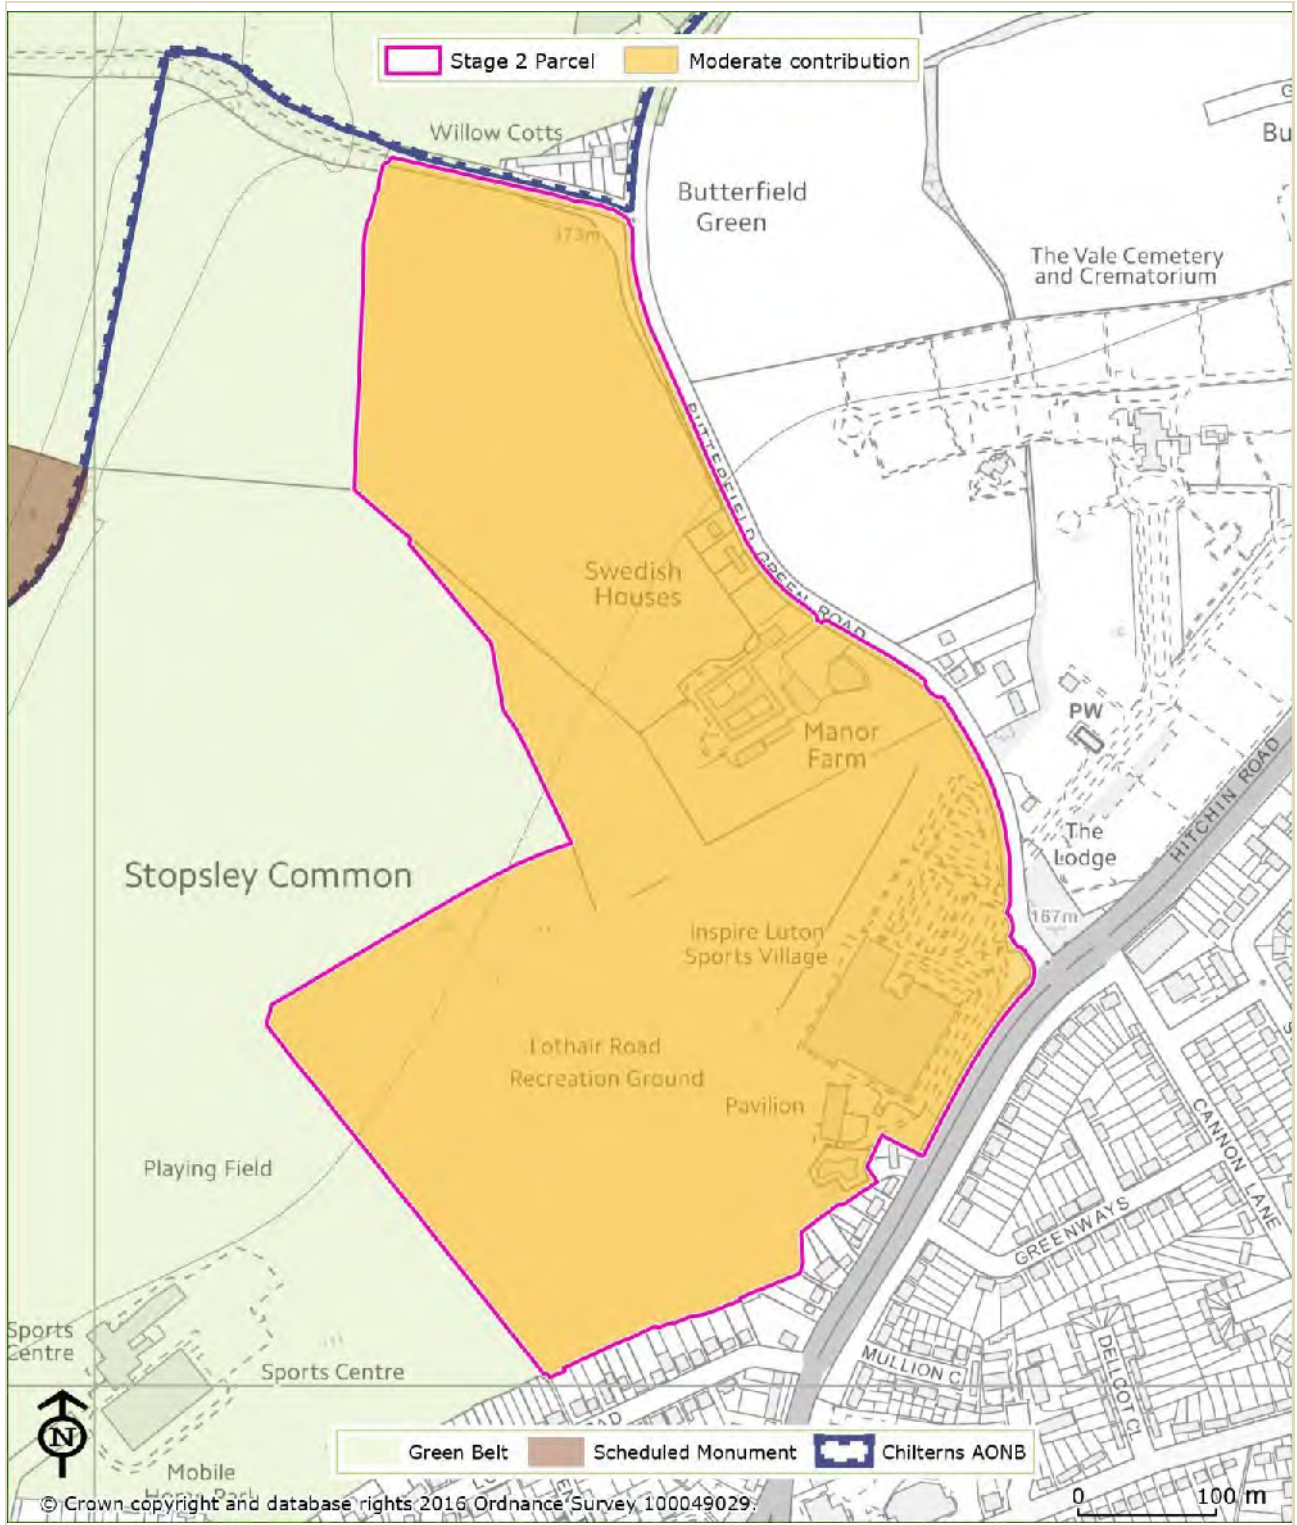 Stage 2 Parcel
Moderate contribution
Willow Cotts
Butterfield
Green
173m
The Vale Cemetery
and Crematorium
BUTTERFIELD GREEN ROAD
Swedish
Houses
Manor
Farm
PW
The
Lodge
HITCHIN ROAD
Stopsley Common
167m
Inspire Luton
Sports Village
Lothair Road
Recreation Ground
Pavilion
CANNON LANE
Playing Field
GREENWAYS
Sports
Centre
Sports Centre
MULLION C
DELCOT CL
N
Green Belt
Scheduled Monument
Chilterns AONB
Mobile
© Crown copyright and database rights 2016 Ordnance Survey 100049029.
0
100 m